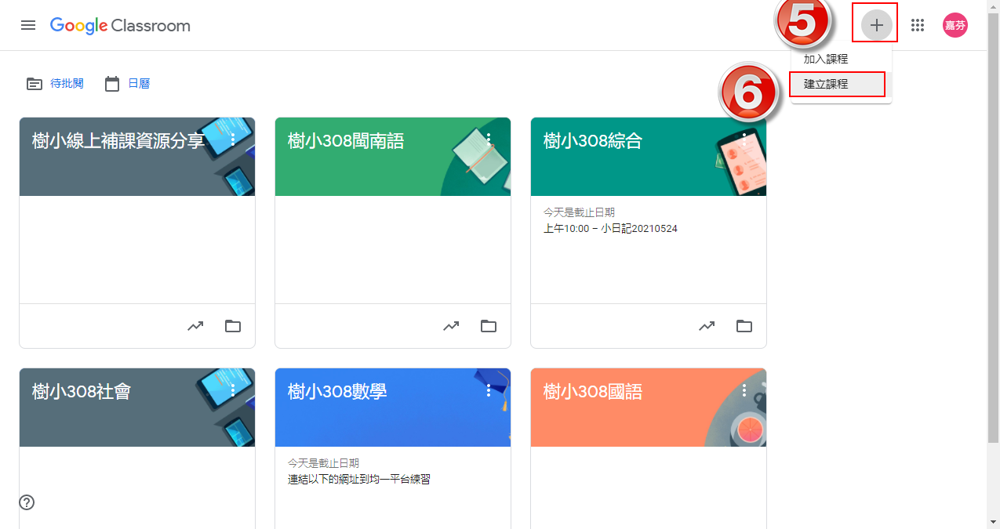 Google Classroom
5
嘉芬
加入課程
6
建立課程
待批閱
日曆
樹小線上補課資源分享
樹小308閩南語
樹小308綜合
今天是截止日期
上午10:00 – 小日記20210524
樹小308社會
樹小308數學
樹小308國語
今天是截止日期
連結以下的網址到均一平台練習